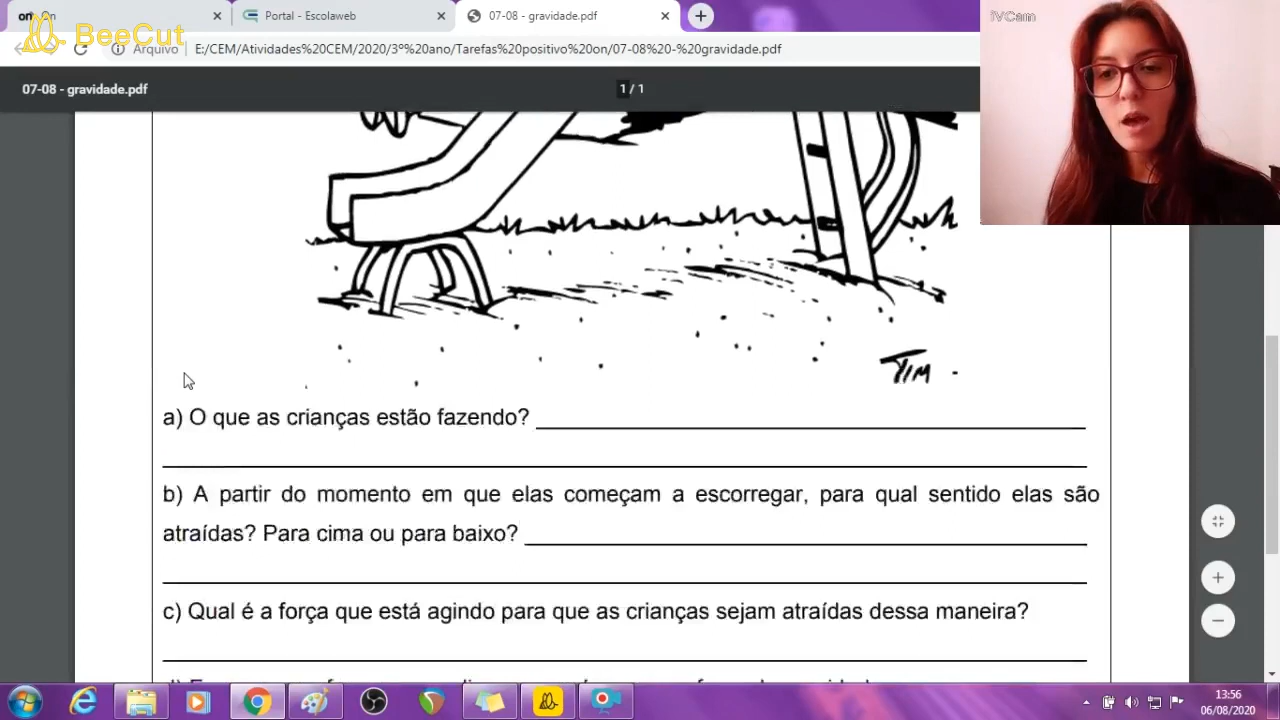 on On
Portal - Escolaweb
07-08 - gravidade.pdf
BeeCut
Arquivo
E:/CEM/Atividades%20CEM/2020/3º%20ano/Tarefas%20positivo%20on/07-08%20-%20gravidade.pdf
iVCam
07-08 - gravidade.pdf
1 / 1
TIM
a) O que as crianças estão fazendo?
b) A partir do momento em que elas começam a escorregar, para qual sentido elas são
atraídas? Para cima ou para baixo?
c) Qual é a força que está agindo para que as crianças sejam atraídas dessa maneira?
13:56
06/08/2020